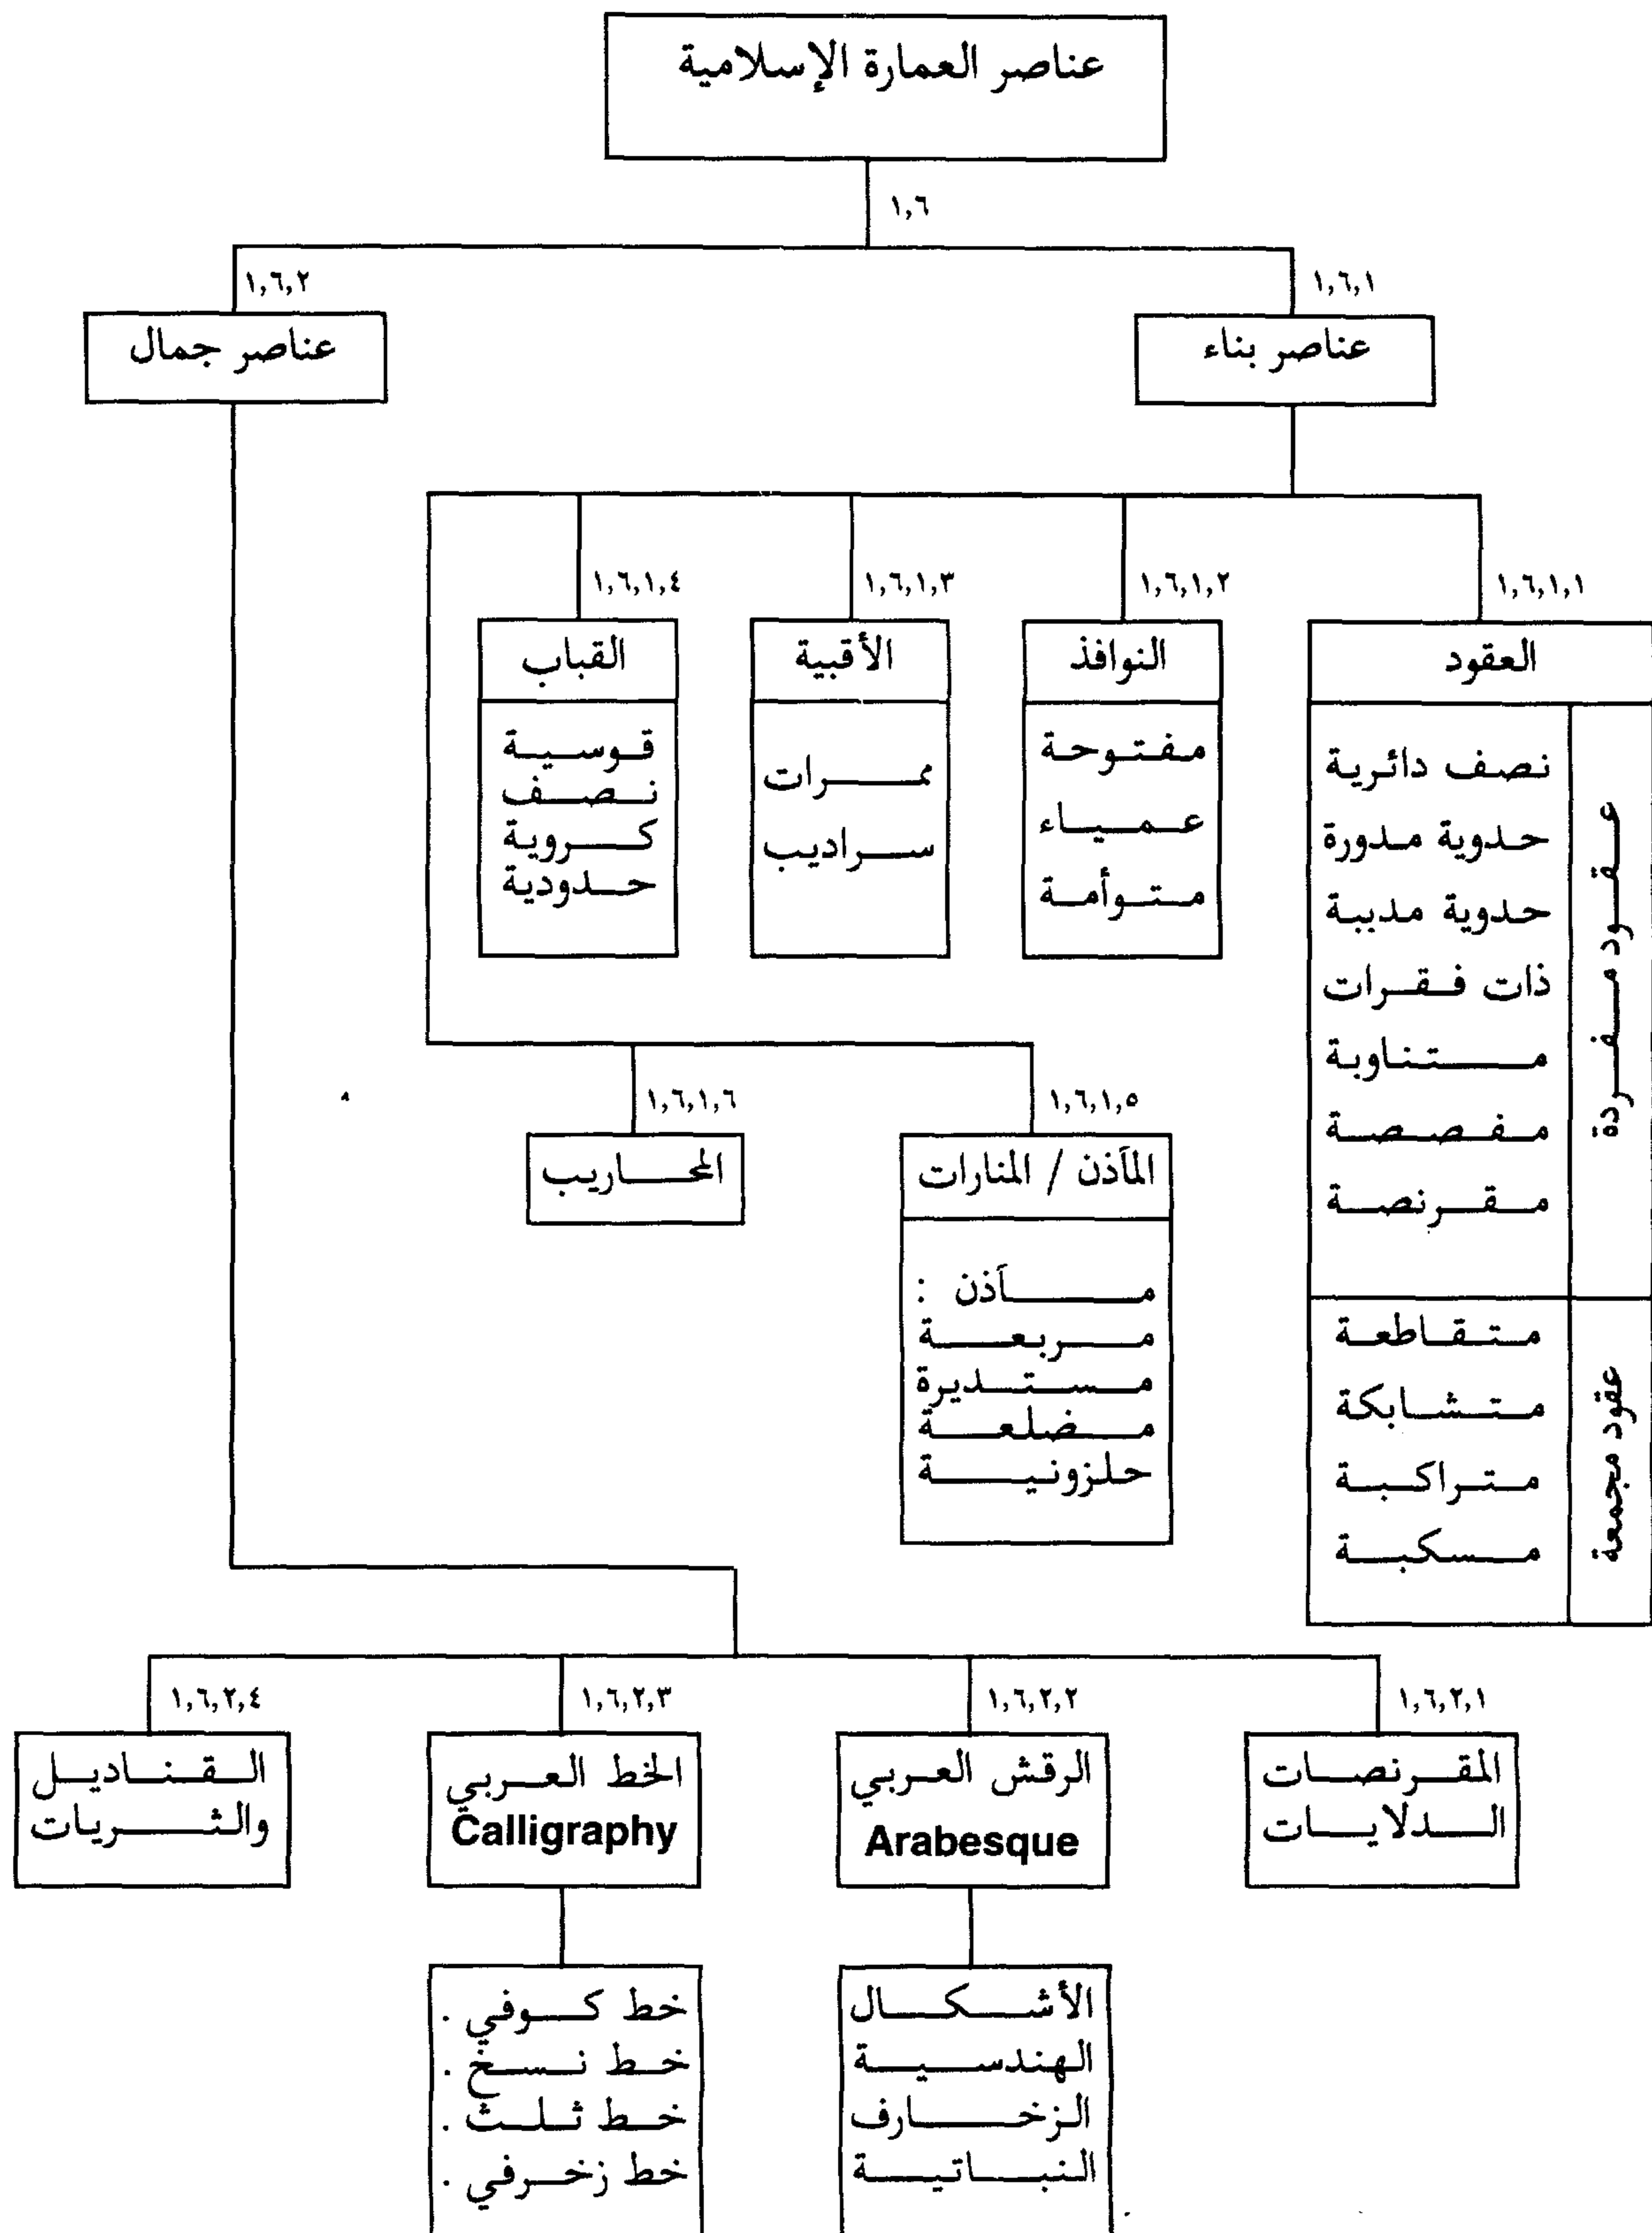 عناصر العمارة الإسلامية
١,٦
١,٦,١
عناصر بناء
١,٦,٢
عناصر جمال
١,٦,١,١
العقود
عقود مفردة
نصف دائرية
حدوية مدورة
حدوية مدببة
ذات فقرات
متناوبة
مفصصة
مقرنصة
عقود مجمعة
متقاطعة
متشابكة
متراكبة
مسكبة
١,٦,١,٢
النوافذ
مفتوحة
عمياء
متوأمة
١,٦,١,٣
الأقبية
ممرات
سراديب
١,٦,١,٤
القباب
قوسية
نصف
كروية
حدودية
١,٦,١,٥
المآذن / المنارات
مآذن :
مربعة
مستديرة
مضلعة
حلزونية
١,٦,١,٦
المحاريب
١,٦,٢,١
المقرنصات
الدلايات
١,٦,٢,٢
الرقش العربي
Arabesque
الأشكال
الهندسية
الزخارف
النباتية
١,٦,٢,٣
الخط العربي
Calligraphy
خط كوفي .
خط نسخ .
خط ثلث .
خط زخرفي .
١,٦,٢,٤
القناديل
والثريات